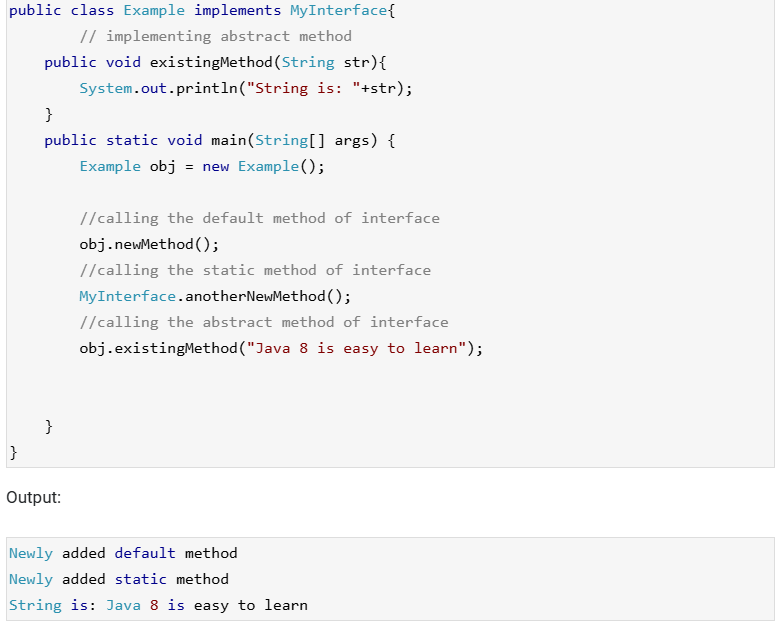 public class Example implements MyInterface{
// implementing abstract method
public void existingMethod(String str){
System.out.println("String is: "+str);
}
public static void main(String[] args) {
Example obj = new Example();
//calling the default method of interface
obj.newMethod();
//calling the static method of interface
MyInterface.anotherNewMethod();
//calling the abstract method of interface
obj.existingMethod("Java 8 is easy to learn");
}
}
Output:
Newly added default method
Newly added static method
String is: Java 8 is easy to learn